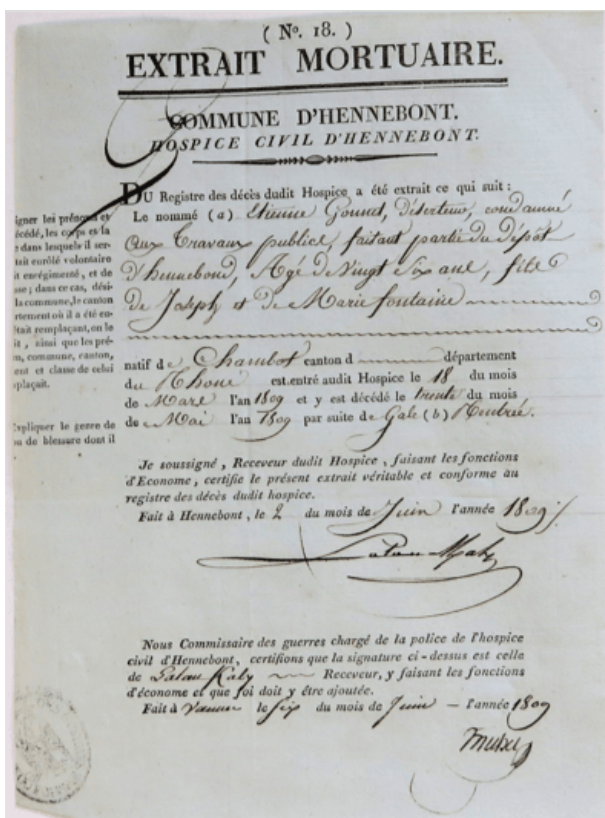 ( N°. 18. )
EXTRAIT MORTUAIRE.
COMMUNE D'HENNEBONT.
HOSPICE CIVIL D'HENNEBONT.
DU Registre des décès dudit Hospice a été extrait ce qui suit :
Le nommé (a) Etienne Gounet, Déserteur, condamné
aux Travaux publics, faisant partie du dépôt
d'hennebond, Agé de Vingt Six ans, fils
de Joseph et de Marie fontaine
natif de Chambost canton d département
du Rhone est entré audit Hospice le 18 du mois
de Mars l'an 1809 et y est décédé le trente du mois
de Mai l'an 1809 par suite de Gale (b) Rentrée.
igner les prénoms et
écédé, les corps et la
e dans lesquels il ser-
tait enrôlé volontaire
it enrégimenté, et de
sse ; dans ce cas, dési-
la commune, le canton
rtement où il a été en-
était remplaçant, on le
it, ainsi que les pré-
m, commune, canton,
ent et classe de celui
plaçait.
Expliquer le genre de
ou de blessure dont il
Je soussigné, Receveur dudit Hospice, faisant les fonctions
d'Econome, certifie le présent extrait véritable et conforme au
registre des décès dudit hospice.
Fait à Hennebont, le 2 du mois de Juin l'année 1809
Nous Commissaire des guerres chargé de la police de l'hospice
civil d'Hennebont, certifions que la signature ci-dessus est celle
de Receveur, y faisant les fonctions
d'économe et que foi doit y être ajoutée.
Fait à Vannes le six du mois de Juin l'année 1809